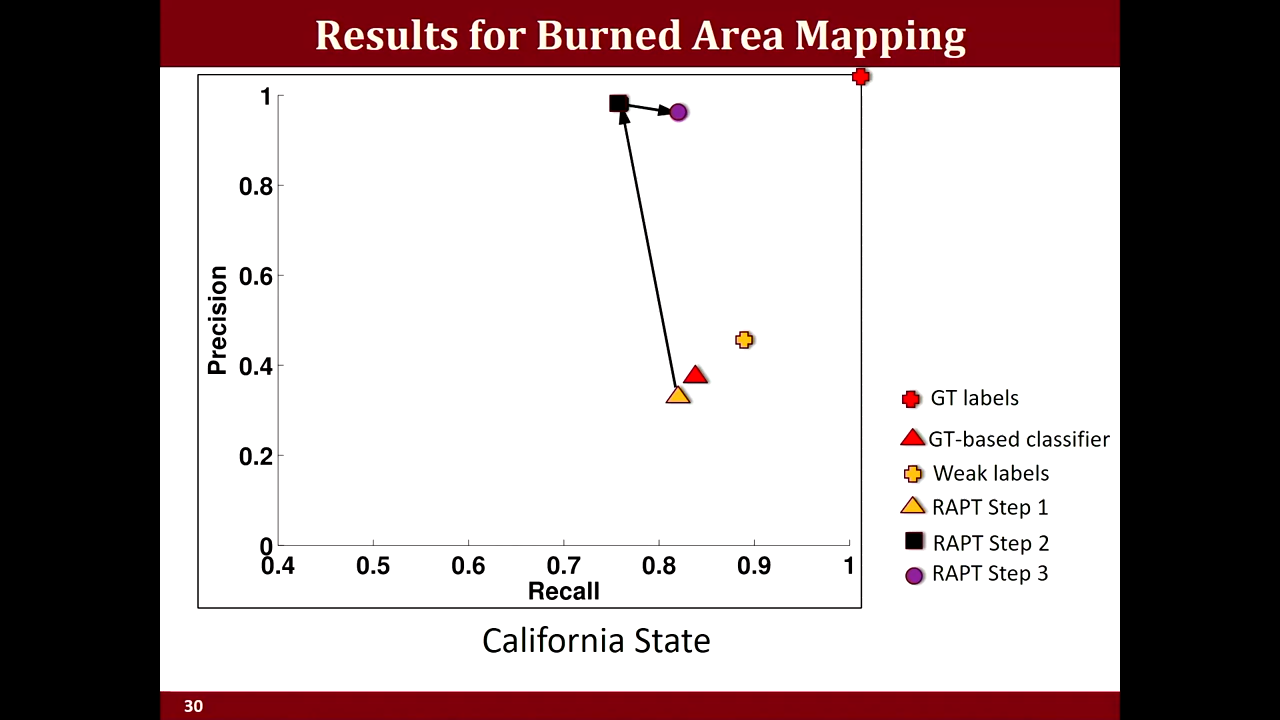 Results for Burned Area Mapping
1
0.8
0.6
0.4
0.2
0
Precision
0.4 0.5 0.6 0.7 0.8 0.9 1
Recall
GT labels
GT-based classifier
Weak labels
RAPT Step 1
RAPT Step 2
RAPT Step 3
California State
30